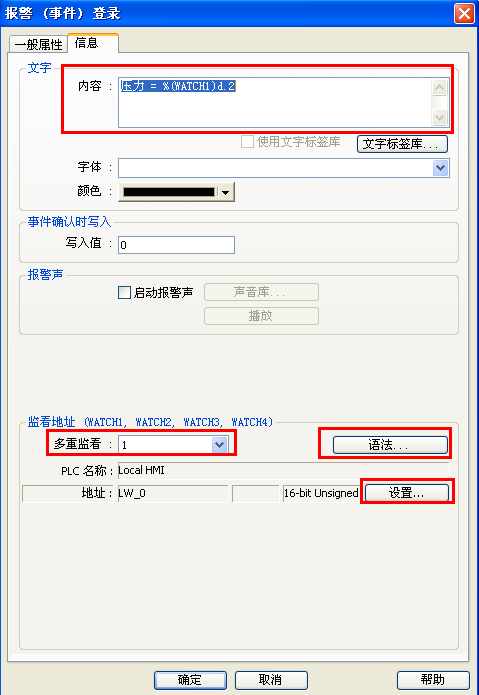 报警 (事件) 登录
一般属性 信息
文字
内容 : 压力 = %(WATCH1)d.2
使用文字标签库 文字标签库...
字体 :
颜色 :
事件确认时写入
写入值 : 0
报警声
启动报警声 声音库...
播放
监看地址 (WATCH1, WATCH2, WATCH3, WATCH4)
多重监看 : 1 语法...
PLC 名称 : Local HMI
地址 : LW_0 16-bit Unsigned 设置...
确定 取消 帮助